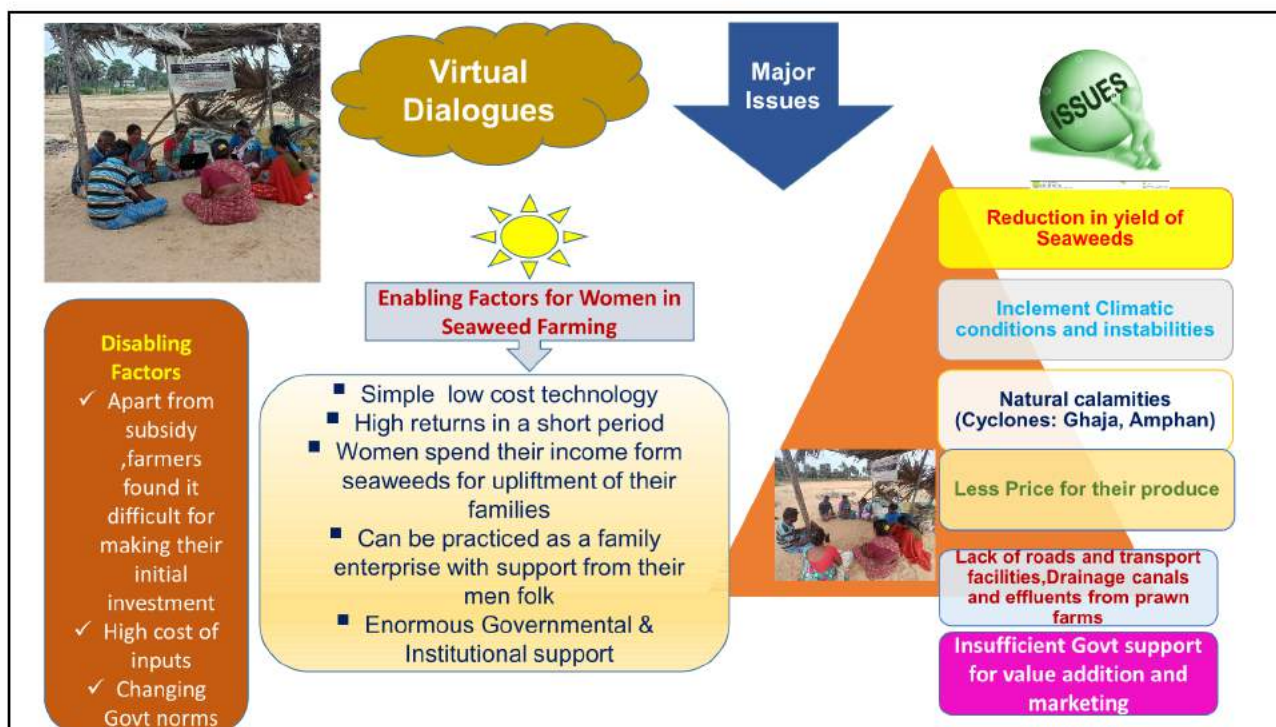 Virtual
Dialogues
Major
Issues
ISSUES
Disabling
Factors
✓ Apart from
subsidy
,farmers
found it
difficult for
making their
initial
investment
✓ High cost of
inputs
✓ Changing
Govt norms
Enabling Factors for Women in
Seaweed Farming
▪ Simple low cost technology
▪ High returns in a short period
▪ Women spend their income form
seaweeds for upliftment of their
families
▪ Can be practiced as a family
enterprise with support from their
men folk
▪ Enormous Governmental &
Institutional support
Reduction in yield of
Seaweeds
Inclement Climatic
conditions and instabilities
Natural calamities
(Cyclones: Ghaja, Amphan)
Less Price for their produce
Lack of roads and transport
facilities,Drainage canals
and effluents from prawn
farms
Insufficient Govt support
for value addition and
marketing